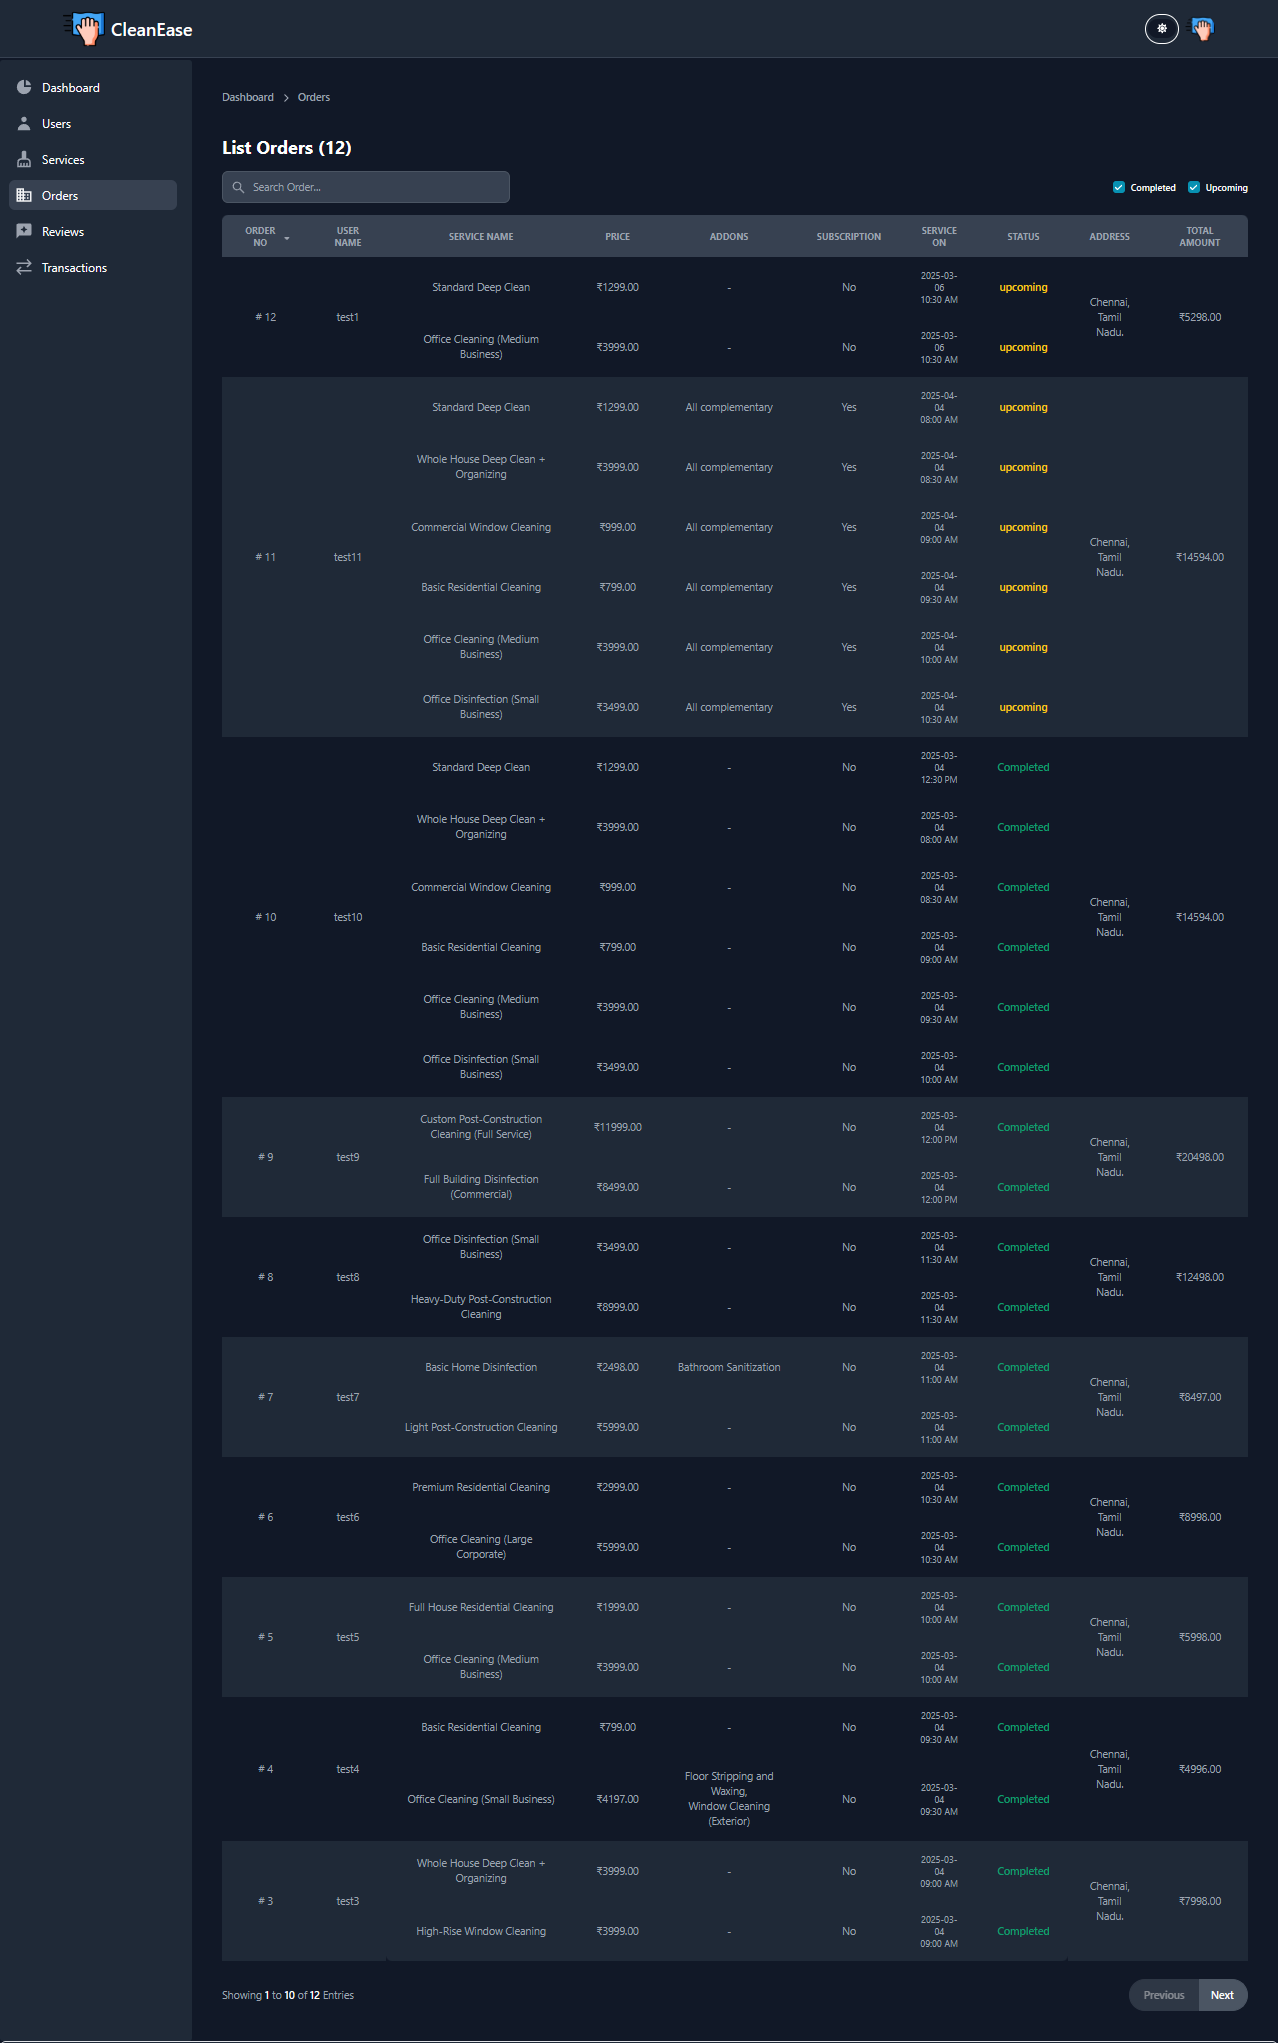 CleanEase
Dashboard
Users
Services
Orders
Reviews
Transactions
Dashboard > Orders
List Orders (12)
Search Order...
Completed Upcoming
ORDER NO USER NAME SERVICE NAME PRICE ADDONS SUBSCRIPTION SERVICE ON STATUS ADDRESS TOTAL AMOUNT
# 12 test1 Chennai, Tamil Nadu. ₹5298.00
Standard Deep Clean ₹1299.00 - No 2025-03-06 10:30 AM upcoming
Office Cleaning (Medium Business) ₹3999.00 - No 2025-03-06 10:30 AM upcoming
# 11 test11 Chennai, Tamil Nadu. ₹14594.00
Standard Deep Clean ₹1299.00 All complementary Yes 2025-04-04 08:00 AM upcoming
Whole House Deep Clean + Organizing ₹3999.00 All complementary Yes 2025-04-04 08:30 AM upcoming
Commercial Window Cleaning ₹999.00 All complementary Yes 2025-04-04 09:00 AM upcoming
Basic Residential Cleaning ₹799.00 All complementary Yes 2025-04-04 09:30 AM upcoming
Office Cleaning (Medium Business) ₹3999.00 All complementary Yes 2025-04-04 10:00 AM upcoming
Office Disinfection (Small Business) ₹3499.00 All complementary Yes 2025-04-04 10:30 AM upcoming
# 10 test10 Chennai, Tamil Nadu. ₹14594.00
Standard Deep Clean ₹1299.00 - No 2025-03-04 12:30 PM Completed
Whole House Deep Clean + Organizing ₹3999.00 - No 2025-03-04 08:00 AM Completed
Commercial Window Cleaning ₹999.00 - No 2025-03-04 08:30 AM Completed
Basic Residential Cleaning ₹799.00 - No 2025-03-04 09:00 AM Completed
Office Cleaning (Medium Business) ₹3999.00 - No 2025-03-04 09:30 AM Completed
Office Disinfection (Small Business) ₹3499.00 - No 2025-03-04 10:00 AM Completed
# 9 test9 Chennai, Tamil Nadu. ₹20498.00
Custom Post-Construction Cleaning (Full Service) ₹11999.00 - No 2025-03-04 12:00 PM Completed
Full Building Disinfection (Commercial) ₹8499.00 - No 2025-03-04 12:00 PM Completed
# 8 test8 Chennai, Tamil Nadu. ₹12498.00
Office Disinfection (Small Business) ₹3499.00 - No 2025-03-04 11:30 AM Completed
Heavy-Duty Post-Construction Cleaning ₹8999.00 - No 2025-03-04 11:30 AM Completed
# 7 test7 Chennai, Tamil Nadu. ₹8497.00
Basic Home Disinfection ₹2498.00 Bathroom Sanitization No 2025-03-04 11:00 AM Completed
Light Post-Construction Cleaning ₹5999.00 - No 2025-03-04 11:00 AM Completed
# 6 test6 Chennai, Tamil Nadu. ₹8998.00
Premium Residential Cleaning ₹2999.00 - No 2025-03-04 10:30 AM Completed
Office Cleaning (Large Corporate) ₹5999.00 - No 2025-03-04 10:30 AM Completed
# 5 test5 Chennai, Tamil Nadu. ₹5998.00
Full House Residential Cleaning ₹1999.00 - No 2025-03-04 10:00 AM Completed
Office Cleaning (Medium Business) ₹3999.00 - No 2025-03-04 10:00 AM Completed
# 4 test4 Chennai, Tamil Nadu. ₹4996.00
Basic Residential Cleaning ₹799.00 - No 2025-03-04 09:30 AM Completed
Office Cleaning (Small Business) ₹4197.00 Floor Stripping and Waxing, Window Cleaning (Exterior) No 2025-03-04 09:30 AM Completed
# 3 test3 Chennai, Tamil Nadu. ₹7998.00
Whole House Deep Clean + Organizing ₹3999.00 - No 2025-03-04 09:00 AM Completed
High-Rise Window Cleaning ₹3999.00 - No 2025-03-04 09:00 AM Completed
Showing 1 to 10 of 12 Entries
Previous Next